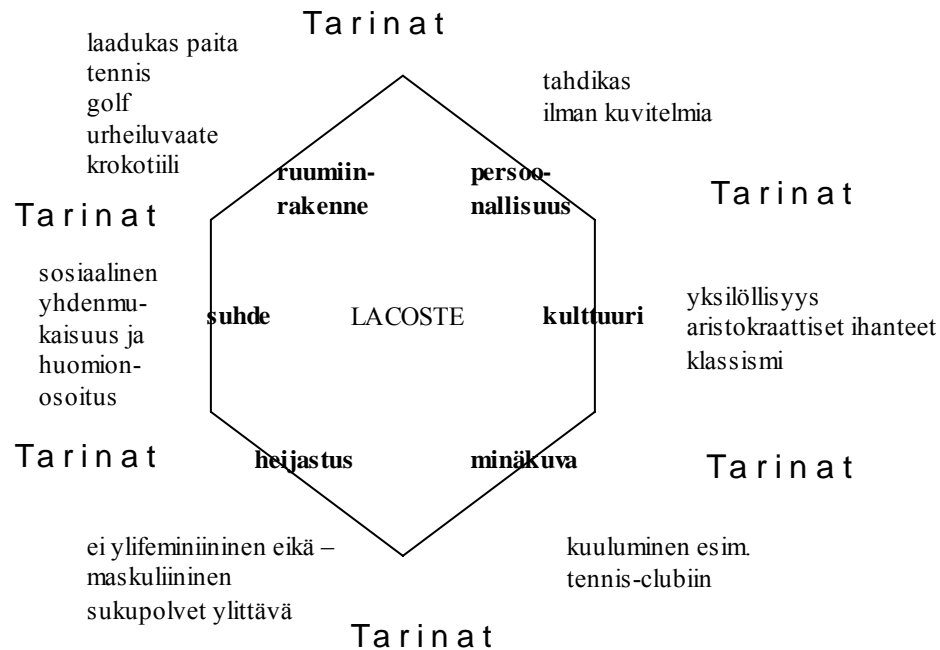 Tarinat
laadukas paita
tennis
golf
urheiluvaate
krokotiili
tahdikas
ilman kuvitelmia
ruumiin-
rakenne
persoo-
nallisuus
Tarinat
Tarinat
sosiaalinen
yhdenmu-
kaisuus ja
huomion-
osoitus
suhde
LACOSTE
kulttuuri
yksilöllisyys
aristokraattiset ihanteet
klassismi
Tarinat
heijastus
minäkuva
Tarinat
ei ylifeminiininen eikä –
maskuliininen
sukupolvet ylittävä
kuuluminen esim.
tennis-clubiin
Tarinat